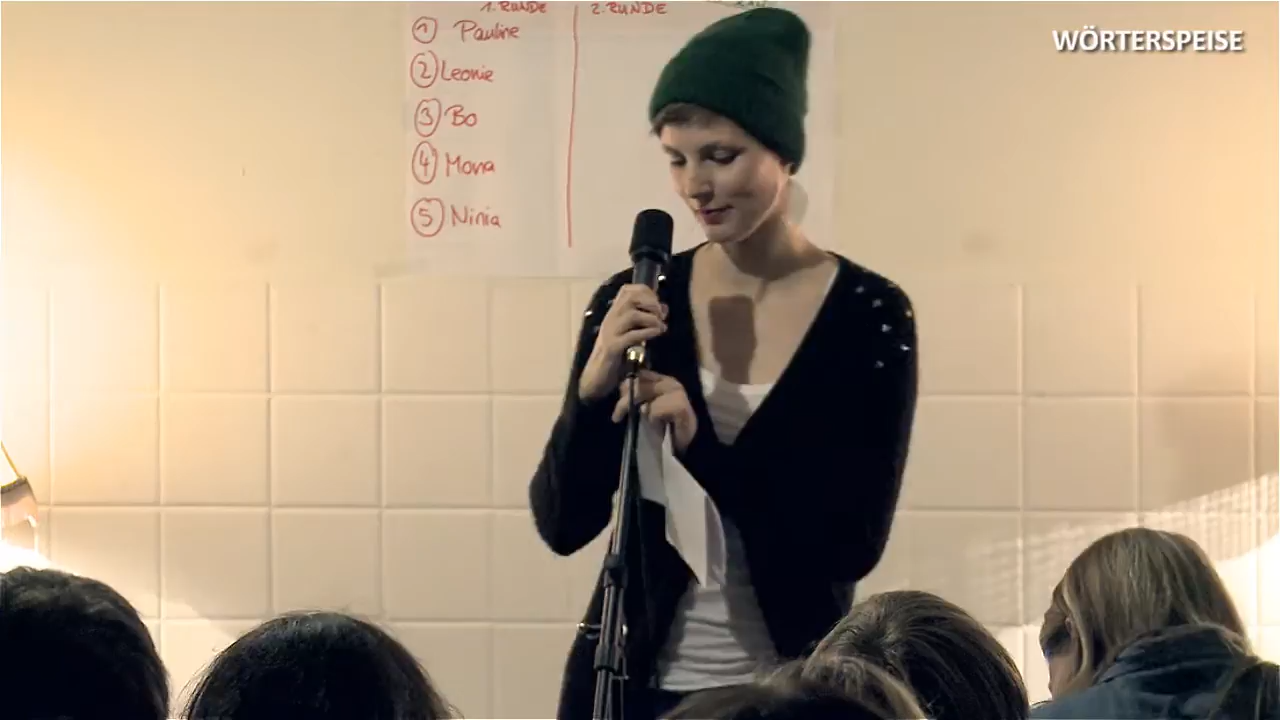 1. RUNDE 2. RUNDE
① Pauline
② Leonie
③ Bo
④ Mona
⑤ Ninia
WÖRTERSPEISE